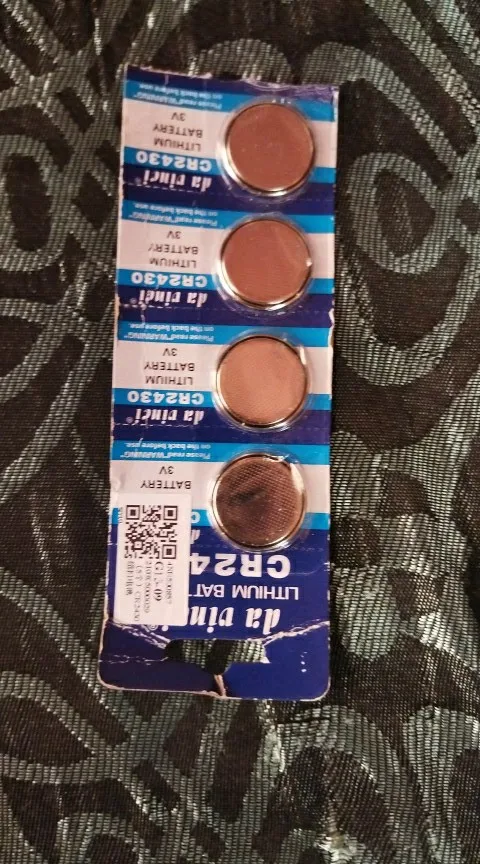 da vinci
LITHIUM BATT
CR24
BATTERY
3V
Please read "WARNING"
on the back before use.
da vinci®
CR2430
LITHIUM
BATTERY
3V
Please read "WARNING"
on the back before use.
da vinci®
CR2430
LITHIUM
BATTERY
3V
Please read "WARNING"
on the back before use.
da vinci®
CR2430
LITHIUM
BATTERY
3V
Please read "WARNING"
on the back before use.